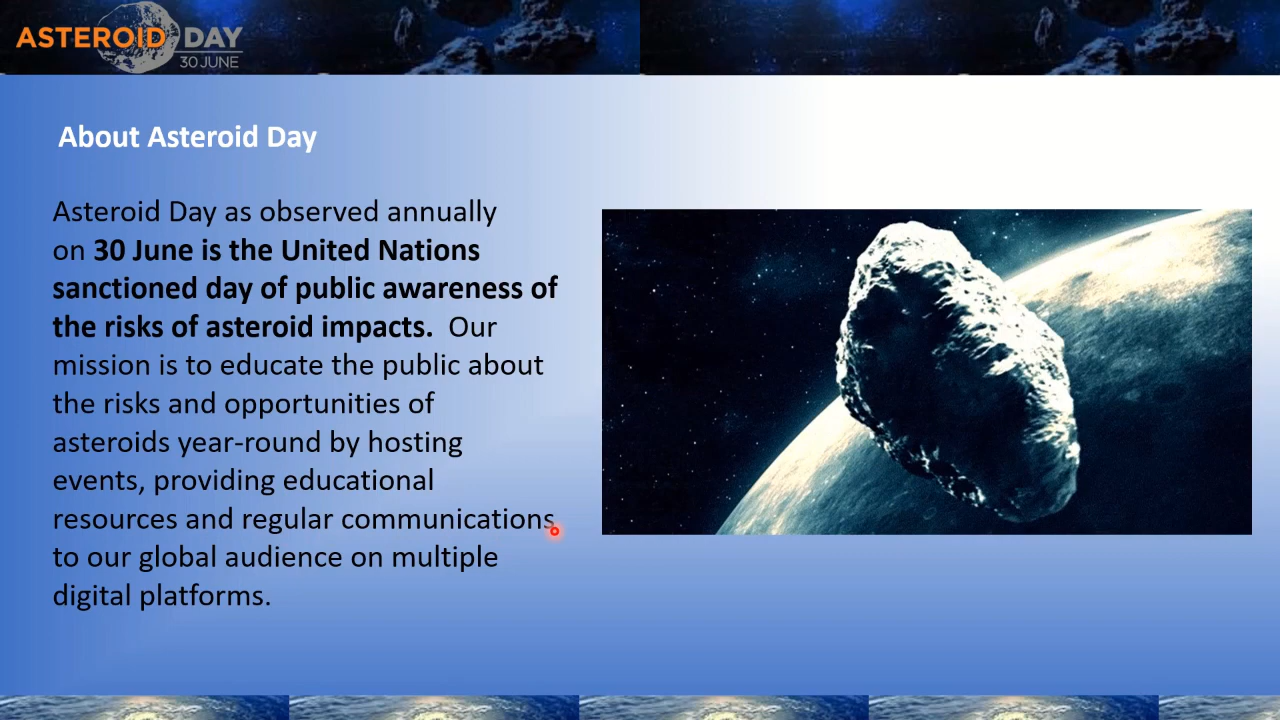 ASTEROID DAY
30 JUNE
About Asteroid Day
Asteroid Day as observed annually
on 30 June is the United Nations
sanctioned day of public awareness of
the risks of asteroid impacts.  Our
mission is to educate the public about
the risks and opportunities of
asteroids year-round by hosting
events, providing educational
resources and regular communications
to our global audience on multiple
digital platforms.